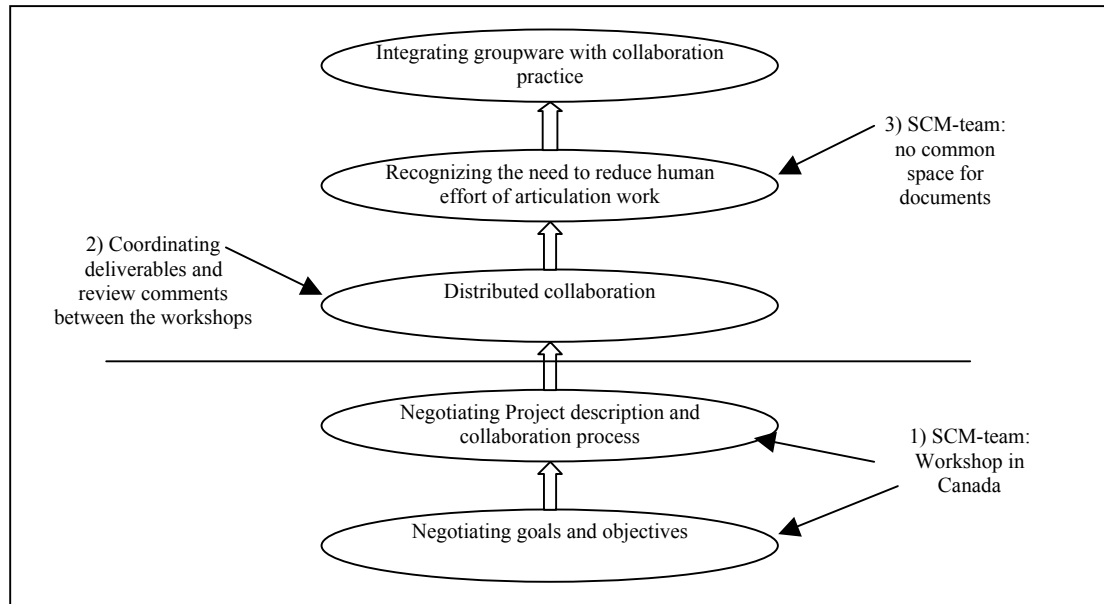 Integrating groupware with collaboration
practice
3) SCM-team:
no common
space for
documents
Recognizing the need to reduce human
effort of articulation work
2) Coordinating
deliverables and
review comments
between the workshops
Distributed collaboration
Negotiating Project description and
collaboration process
1) SCM-team:
Workshop in
Canada
Negotiating goals and objectives